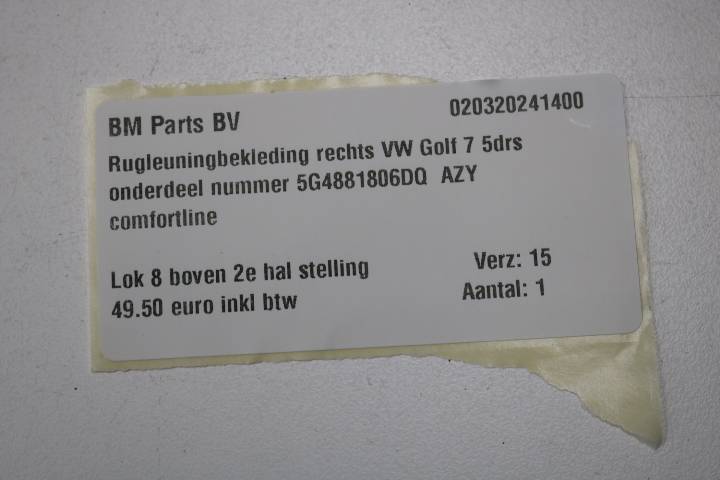 BM Parts BV 020320241400
Rugleuningbekleding rechts VW Golf 7 5drs
onderdeel nummer 5G4881806DQ AZY
comfortline
Lok 8 boven 2e hal stelling Verz: 15
49.50 euro inkl btw Aantal: 1